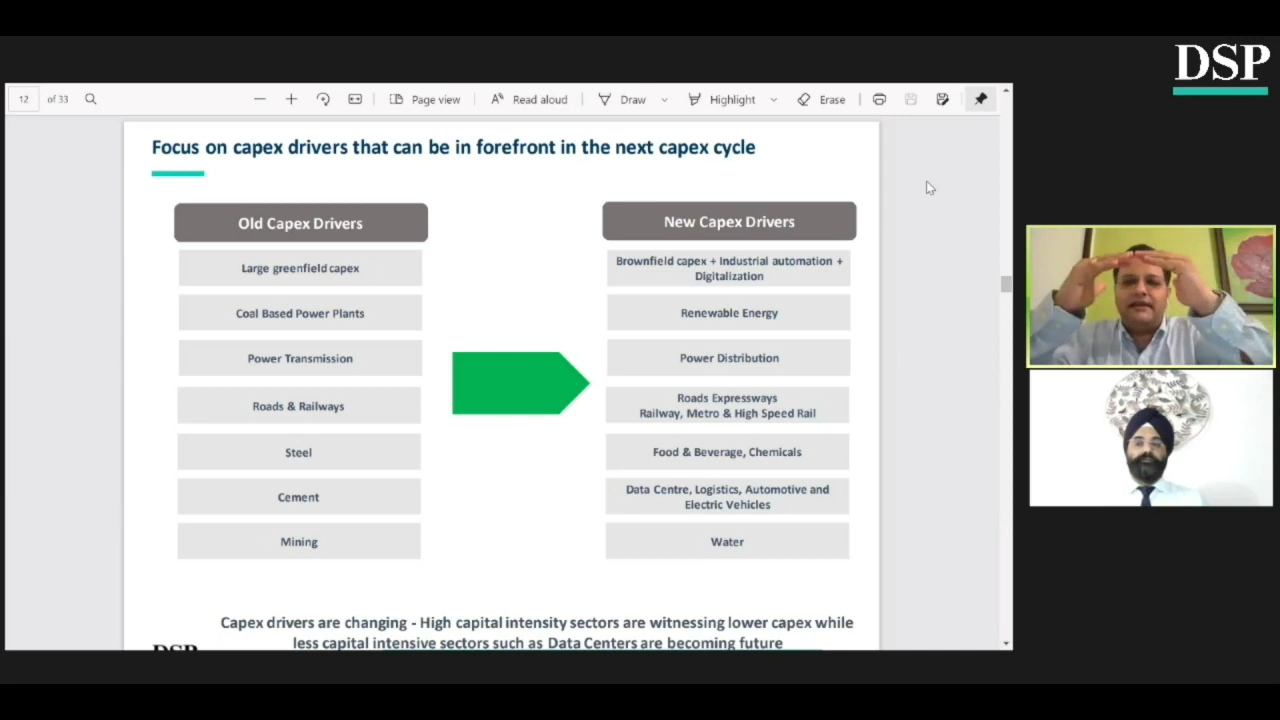 DSP
12 of 33
Page view
Read aloud
Draw
Highlight
Erase
Focus on capex drivers that can be in forefront in the next capex cycle
Old Capex Drivers
Large greenfield capex
Coal Based Power Plants
Power Transmission
Roads & Railways
Steel
Cement
Mining
New Capex Drivers
Brownfield capex + Industrial automation +
Digitalization
Renewable Energy
Power Distribution
Roads Expressways
Railway, Metro & High Speed Rail
Food & Beverage, Chemicals
Data Centre, Logistics, Automotive and
Electric Vehicles
Water
Capex drivers are changing - High capital intensity sectors are witnessing lower capex while
less capital intensive sectors such as Data Centers are becoming future
DSP